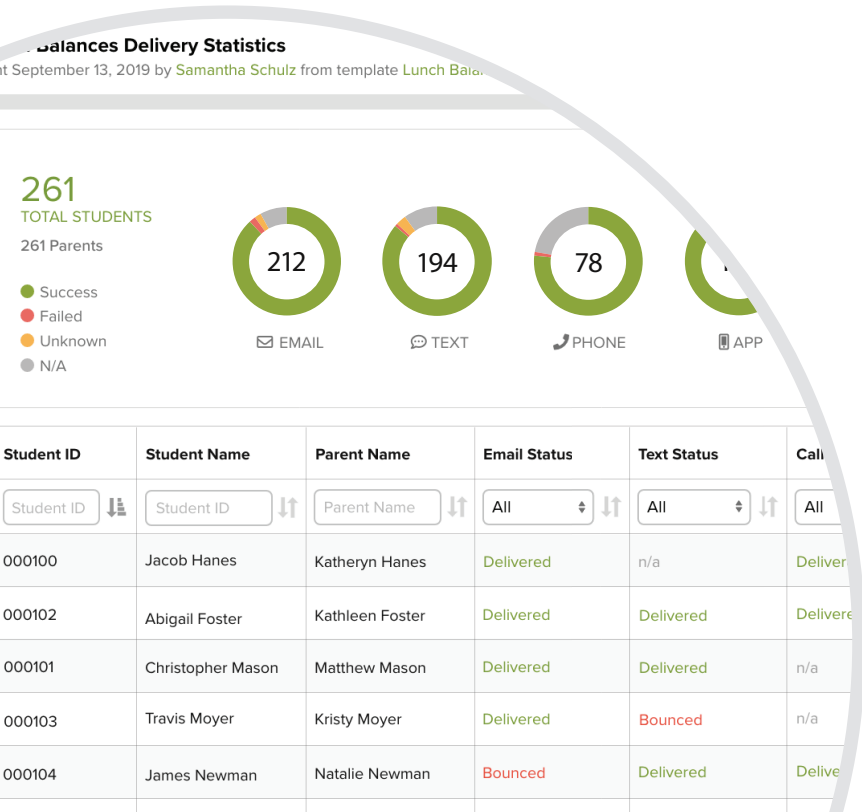 Balances Delivery Statistics
September 13, 2019 by Samantha Schulz from template Lunch
261
TOTAL STUDENTS
261 Parents
Success
Failed
Unknown
N/A
212
EMAIL
194
TEXT
78
PHONE
APP
Student ID Student Name Parent Name Email Status Text Status Call
Student ID Student ID Parent Name All All All
000100 Jacob Hanes Katheryn Hanes Delivered n/a
000102 Abigail Foster Kathleen Foster Delivered Delivered
000101 Christopher Mason Matthew Mason Delivered Delivered n/a
000103 Travis Moyer Kristy Moyer Delivered Bounced n/a
000104 James Newman Natalie Newman Bounced Delivered